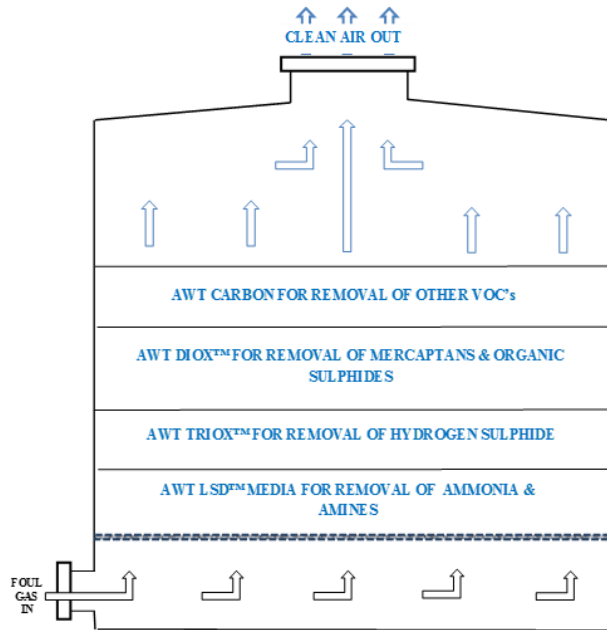 CLEAN AIR OUT
AWT CARBON FOR REMOVAL OF OTHER VOC's
AWT DIOX™ FOR REMOVAL OF MERCAPTANS & ORGANIC
SULPHIDES
AWT TRIOX™ FOR REMOVAL OF HYDROGEN SULPHIDE
AWT LSD™ MEDIA FOR REMOVAL OF AMMONIA &
AMINES
FOUL
GAS
IN